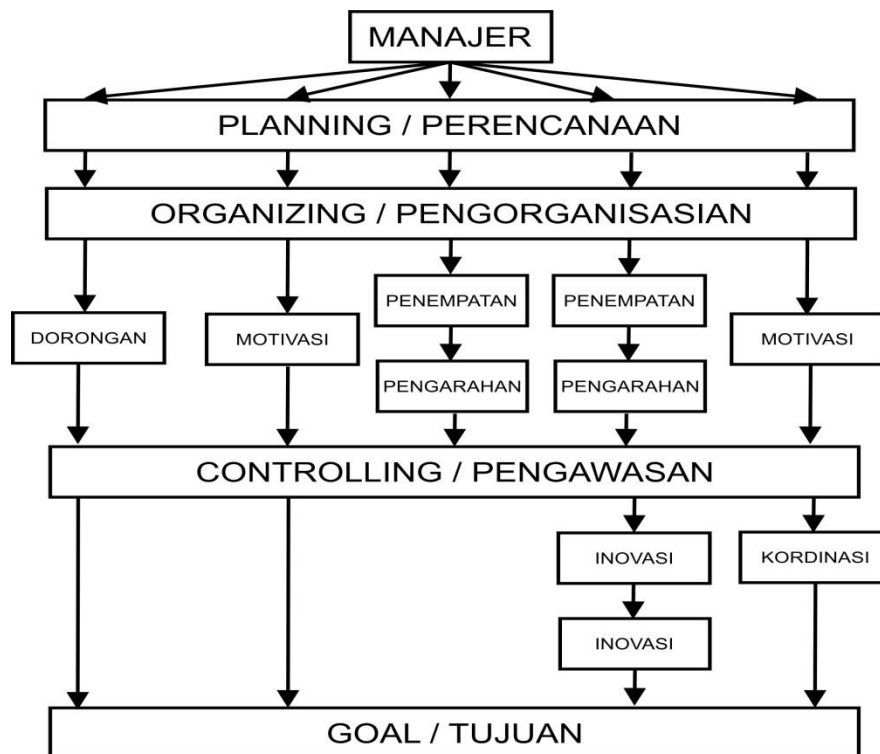 MANAJER
PLANNING / PERENCANAAN
ORGANIZING / PENGORGANISASIAN
DORONGAN
MOTIVASI
PENEMPATAN
PENGARAHAN
PENEMPATAN
PENGARAHAN
MOTIVASI
CONTROLLING / PENGAWASAN
INOVASI
INOVASI
KORDINASI
GOAL / TUJUAN